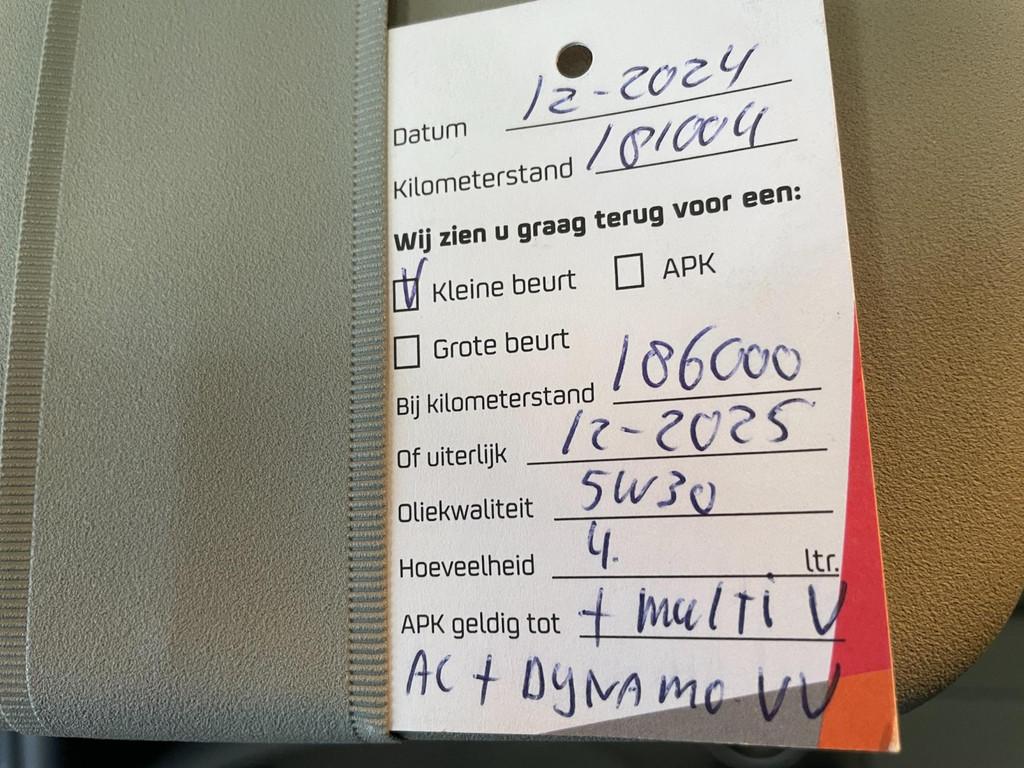 Datum 12-2024
Kilometerstand 181004
Wij zien u graag terug voor een:
V Kleine beurt APK
Grote beurt
Bij kilometerstand 186000
Of uiterlijk 12-2025
Oliekwaliteit 5W30
Hoeveelheid 4. ltr.
APK geldig tot + multi V
AC + DYNAMO VV